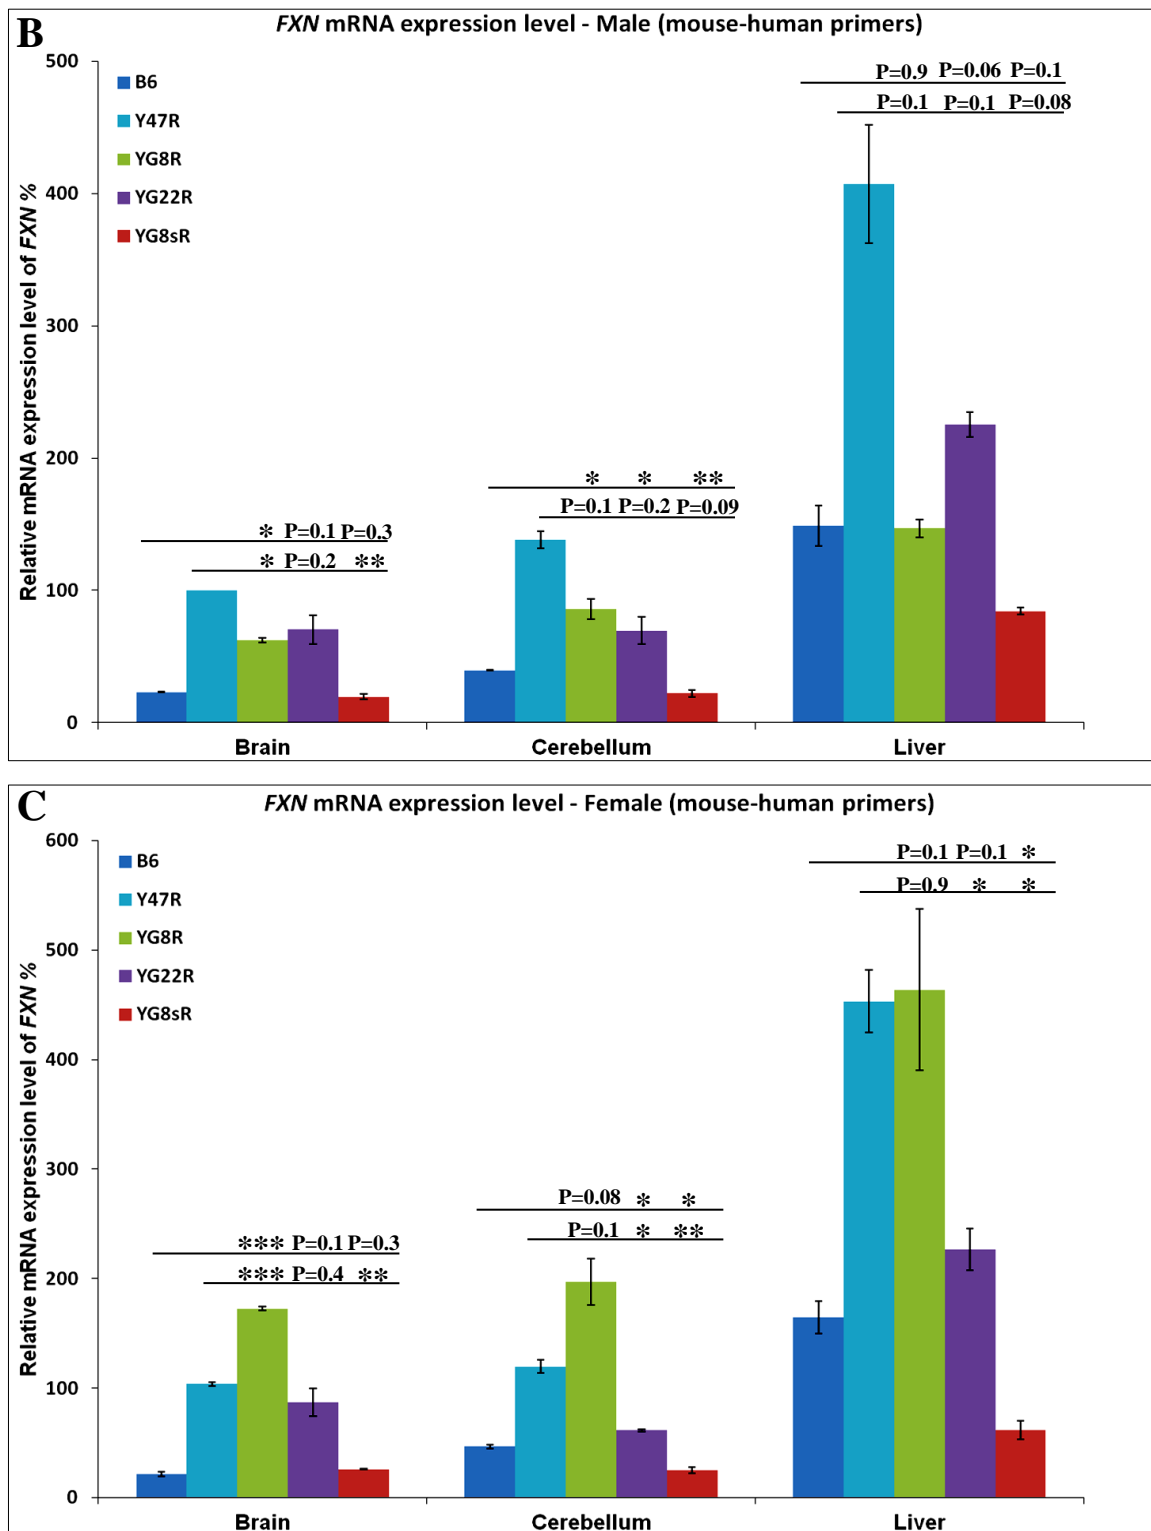 B
FXN mRNA expression level - Male (mouse-human primers)
Relative mRNA expression level of FXN %
500
400
300
200
100
0
B6
Y47R
YG8R
YG22R
YG8sR
* P=0.1 P=0.3
* P=0.2 **
* * **
P=0.1 P=0.2 P=0.09
P=0.9 P=0.06 P=0.1
P=0.1 P=0.1 P=0.08
Brain Cerebellum Liver
C
FXN mRNA expression level - Female (mouse-human primers)
Relative mRNA expression level of FXN %
600
500
400
300
200
100
0
B6
Y47R
YG8R
YG22R
YG8sR
*** P=0.1 P=0.3
*** P=0.4 **
P=0.08 * *
P=0.1 * **
P=0.1 P=0.1 *
P=0.9 * *
Brain Cerebellum Liver